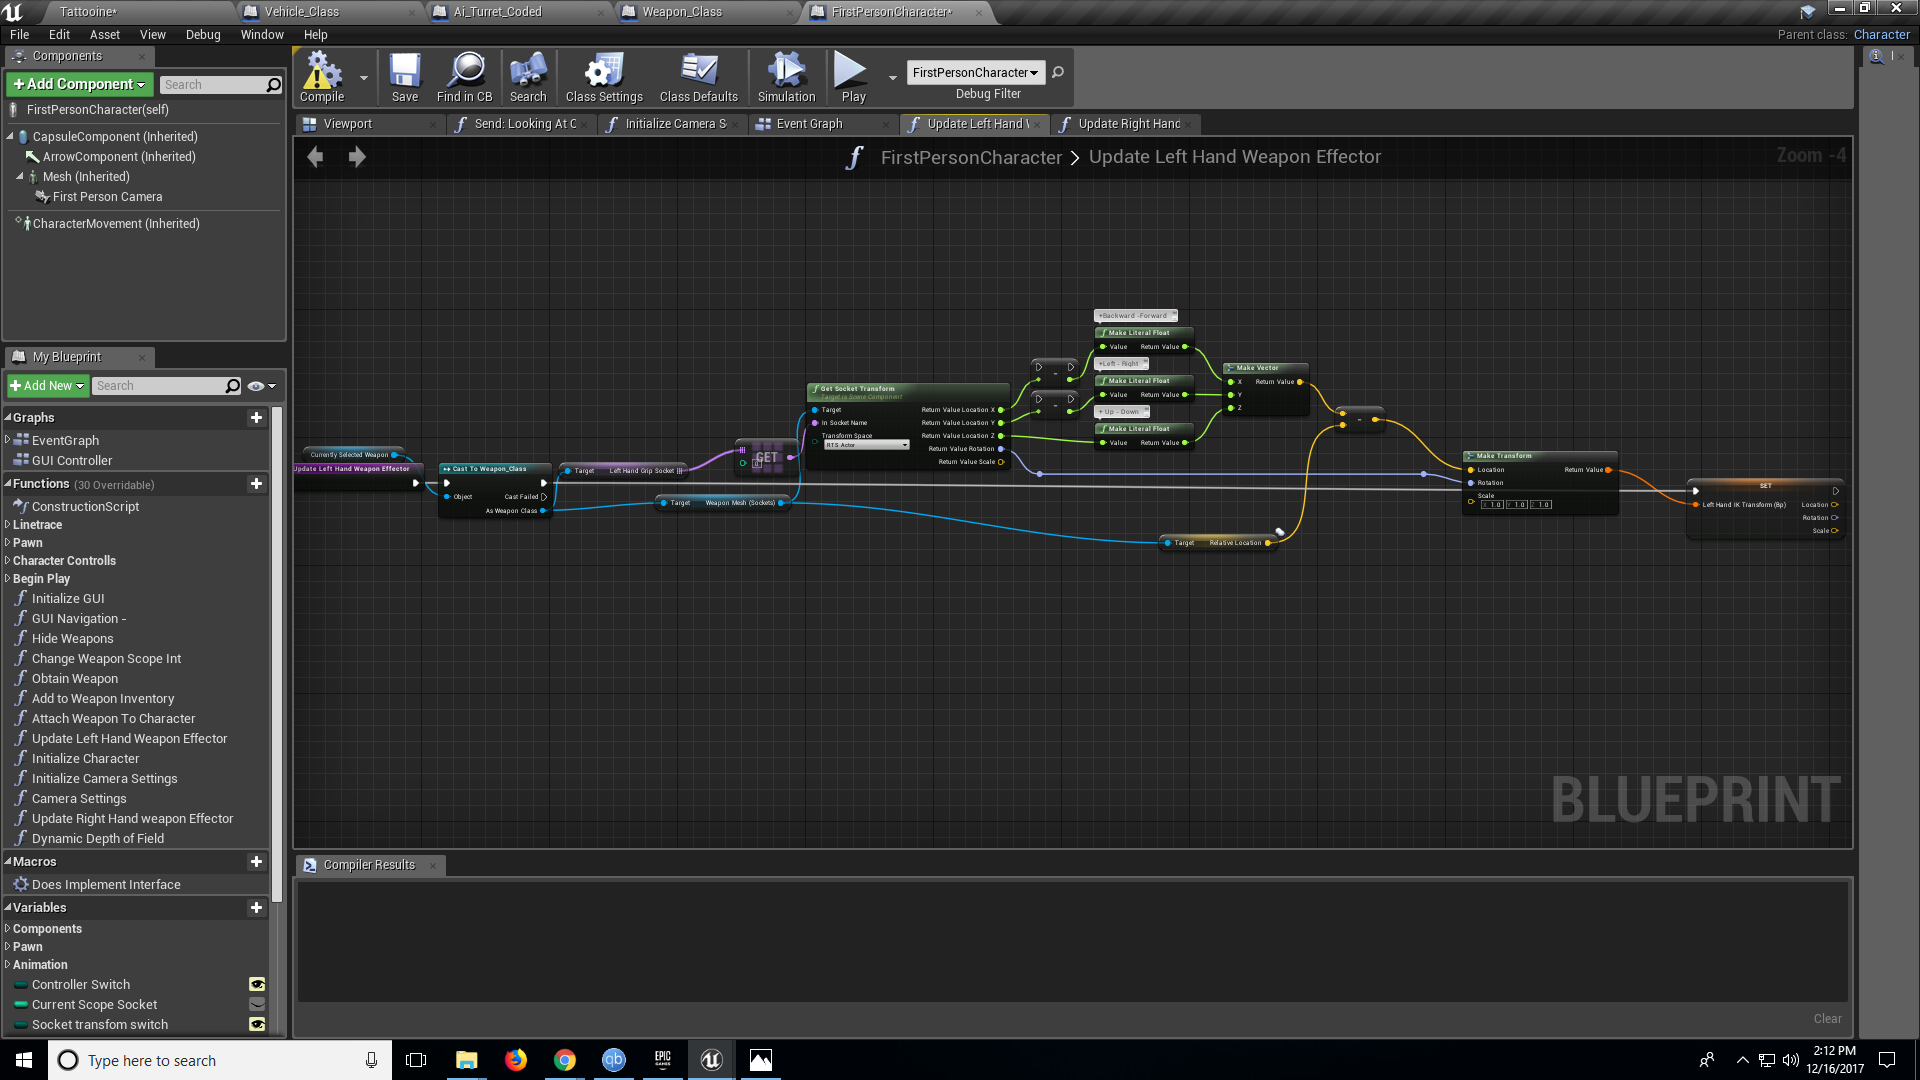 Tattooine*
Vehicle_Class
Ai_Turret_Coded
Weapon_Class
FirstPersonCharacter*
File Edit Asset View Debug Window Help
Parent class: Character
Components
+ Add Component
Search
FirstPersonCharacter(self)
CapsuleComponent (Inherited)
ArrowComponent (Inherited)
Mesh (Inherited)
First Person Camera
CharacterMovement (Inherited)
Compile
Save
Find in CB
Search
Class Settings
Class Defaults
Simulation
Play
FirstPersonCharacter
Debug Filter
Viewport
Send: Looking At C
Initialize Camera S
Event Graph
Update Left Hand W
Update Right Hand
FirstPersonCharacter > Update Left Hand Weapon Effector
Zoom -4
+Backward -Forward
Make Literal Float
Value Return Value
+Left - Right
Make Literal Float
Value Return Value
+ Up - Down
Make Literal Float
Value Return Value
Make Vector
X Return Value
Y
Z
Get Socket Transform
Target is Scene Component
Target
In Socket Name
Transform Space
RTS Actor
Return Value Location X
Return Value Location Y
Return Value Location Z
Return Value Rotation
Return Value Scale
GET
0
Currently Selected Weapon
Update Left Hand Weapon Effector
Cast To Weapon_Class
Object
Cast Failed
As Weapon Class
Target Left Hand Grip Socket
Target Weapon Mesh (Sockets)
Target Relative Location
Make Transform
Location Return Value
Rotation
Scale
X 1.0 Y 1.0 Z 1.0
SET
Left Hand IK Transform (Bp)
Location
Rotation
Scale
BLUEPRINT
My Blueprint
+ Add New
Search
Graphs
EventGraph
GUI Controller
Functions (30 Overridable)
ConstructionScript
Linetrace
Pawn
Character Controlls
Begin Play
Initialize GUI
GUI Navigation -
Hide Weapons
Change Weapon Scope Int
Obtain Weapon
Add to Weapon Inventory
Attach Weapon To Character
Update Left Hand Weapon Effector
Initialize Character
Initialize Camera Settings
Camera Settings
Update Right Hand weapon Effector
Dynamic Depth of Field
Macros
Does Implement Interface
Variables
Components
Pawn
Animation
Controller Switch
Current Scope Socket
Socket transfom switch
Compiler Results
Clear
Type here to search
qb
EPIC
GAMES
2:12 PM
12/16/2017